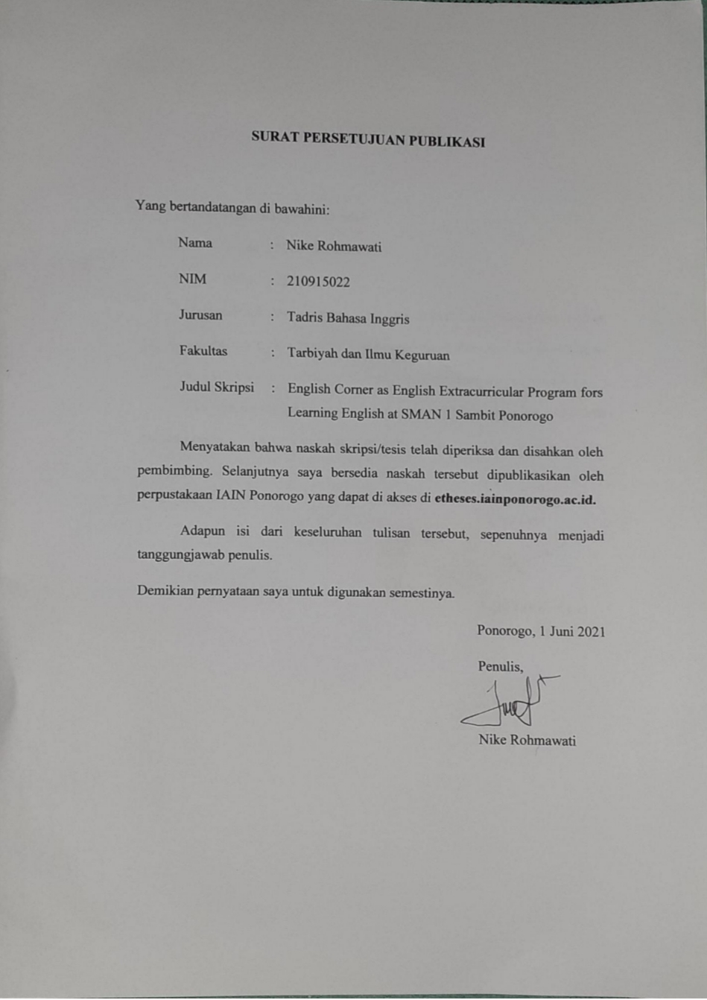 SURAT PERSETUJUAN PUBLIKASI
Yang bertandatangan di bawahini:
Nama : Nike Rohmawati
NIM : 210915022
Jurusan : Tadris Bahasa Inggris
Fakultas : Tarbiyah dan Ilmu Keguruan
Judul Skripsi : English Corner as English Extracurricular Program fors
Learning English at SMAN 1 Sambit Ponorogo
Menyatakan bahwa naskah skripsi/tesis telah diperiksa dan disahkan oleh
pembimbing. Selanjutnya saya bersedia naskah tersebut dipublikasikan oleh
perpustakaan IAIN Ponorogo yang dapat di akses di etheses.iainponorogo.ac.id.
Adapun isi dari keseluruhan tulisan tersebut, sepenuhnya menjadi
tanggungjawab penulis.
Demikian pernyataan saya untuk digunakan semestinya.
Ponorogo, 1 Juni 2021
Penulis,
Nike Rohmawati